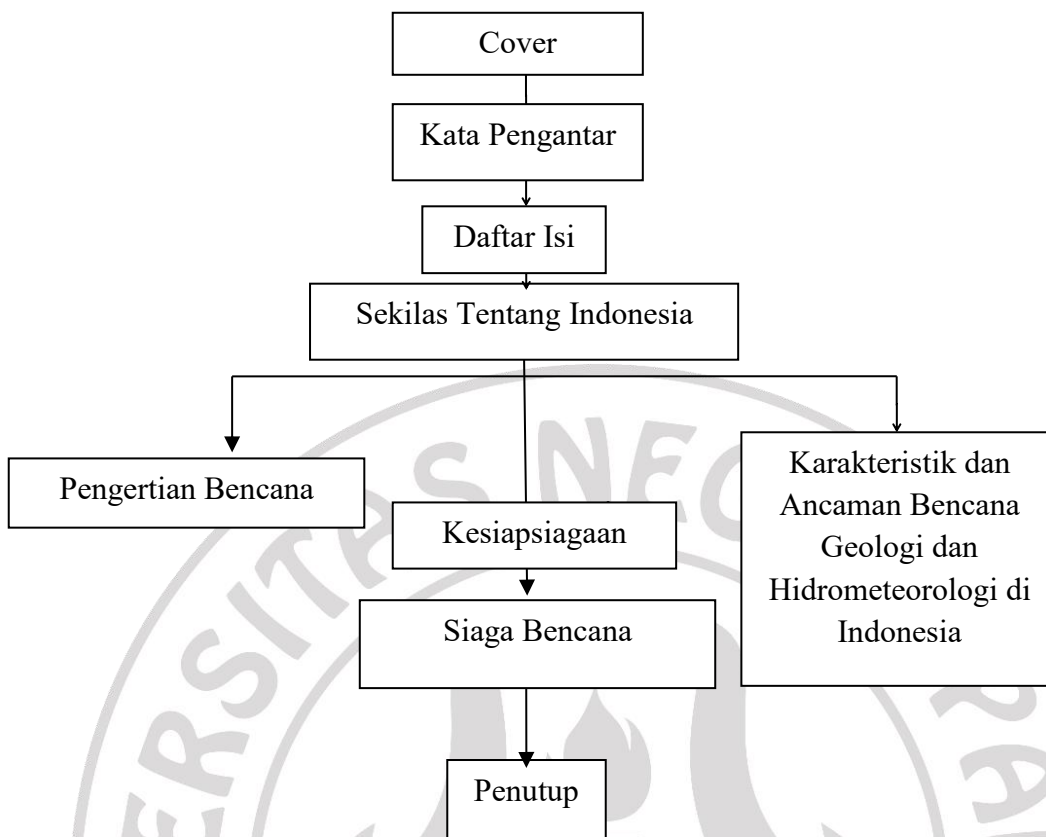 Cover
Kata Pengantar
Daftar Isi
Sekilas Tentang Indonesia
Pengertian Bencana
Kesiapsiagaan
Karakteristik dan
Ancaman Bencana
Geologi dan
Hidrometeorologi di
Indonesia
Siaga Bencana
Penutup